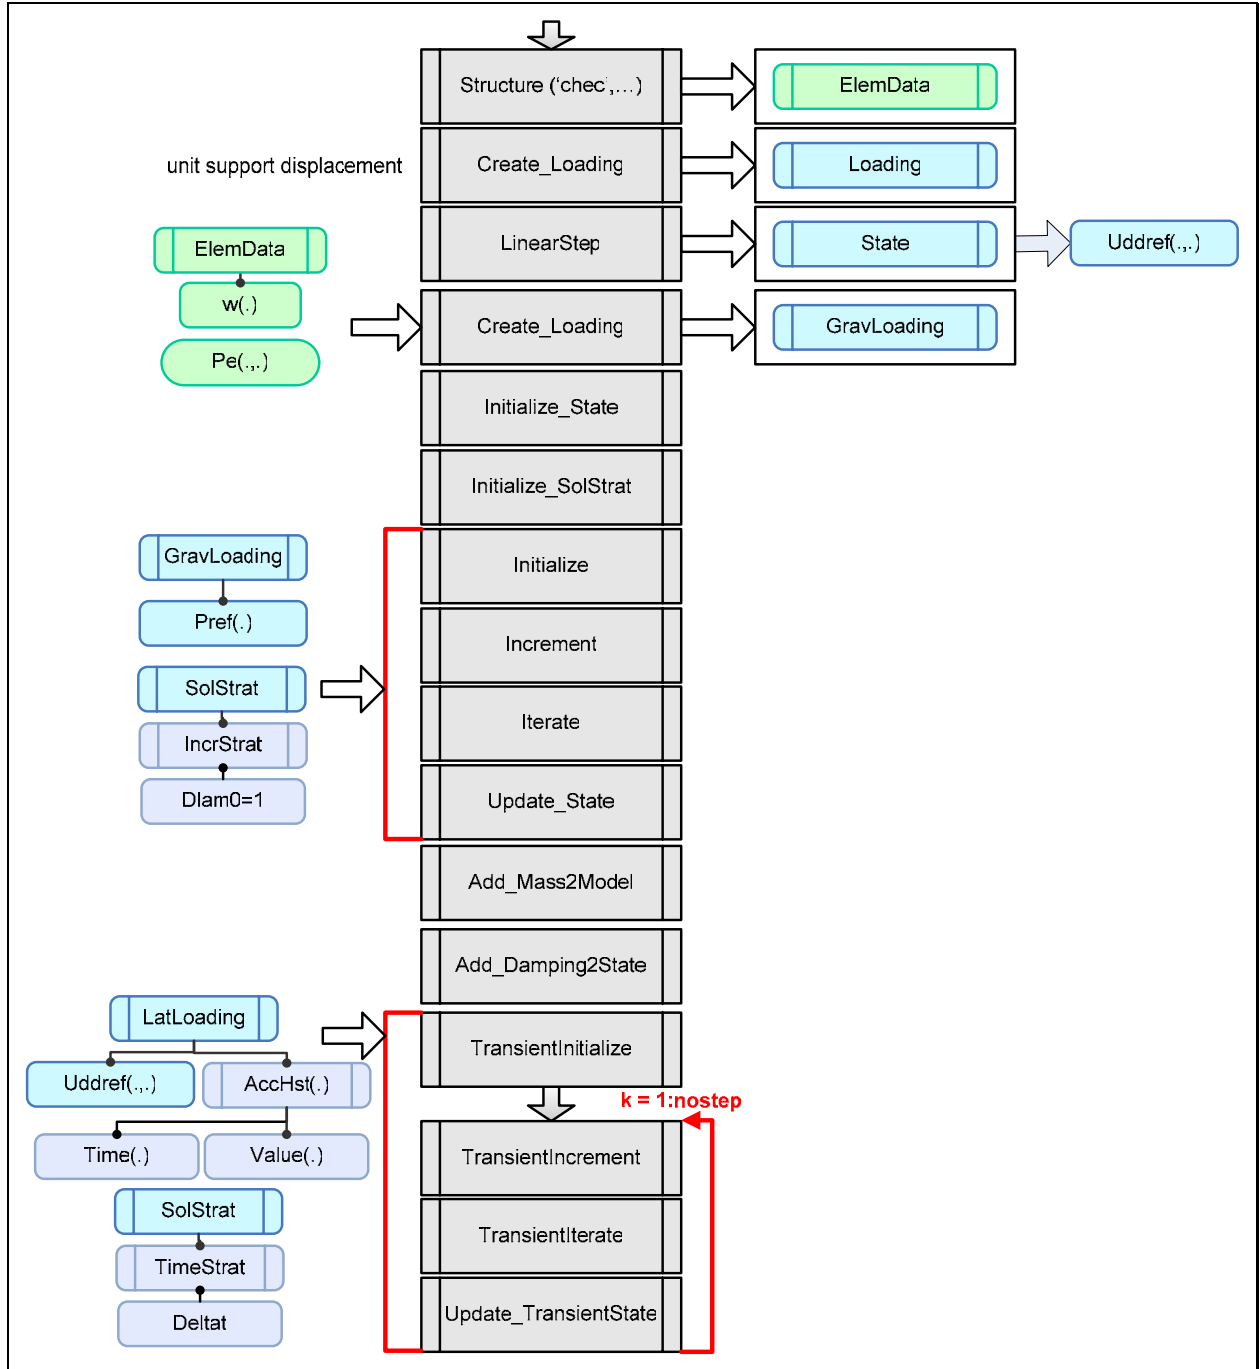 Structure ('chec',...)
ElemData
unit support displacement
Create_Loading
Loading
LinearStep
State
Uddref(.,.)
ElemData
w(.)
Pe(.,.)
Create_Loading
GravLoading
Initialize_State
Initialize_SolStrat
GravLoading
Pref(.)
SolStrat
IncrStrat
Dlam0=1
Initialize
Increment
Iterate
Update_State
Add_Mass2Model
Add_Damping2State
LatLoading
Uddref(.,.)
AccHst(.)
Time(.)
Value(.)
SolStrat
TimeStrat
Deltat
TransientInitialize
k = 1:nostep
TransientIncrement
TransientIterate
Update_TransientState